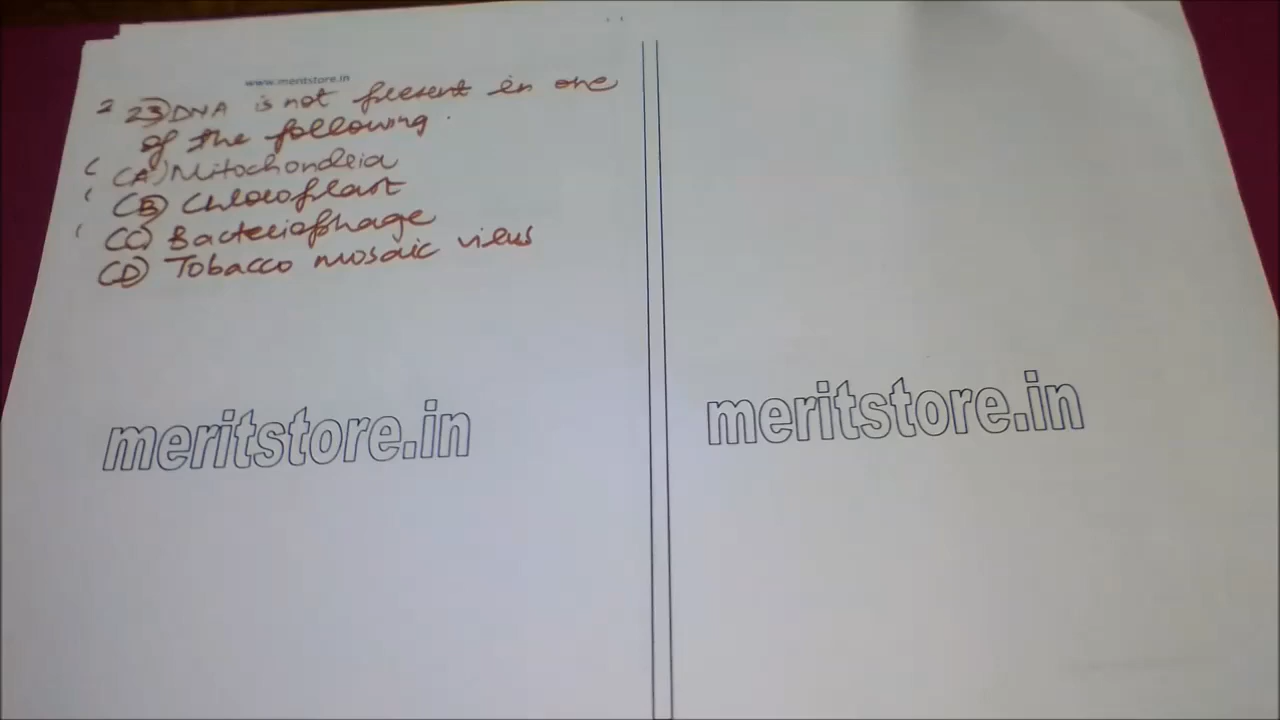 www.meritstore.in
23) DNA is not present in one
of the following.
(A) Mitochondria
(B) Chloroplast
(C) Bacteriophage
(D) Tobacco mosaic virus
meritstore.in
meritstore.in